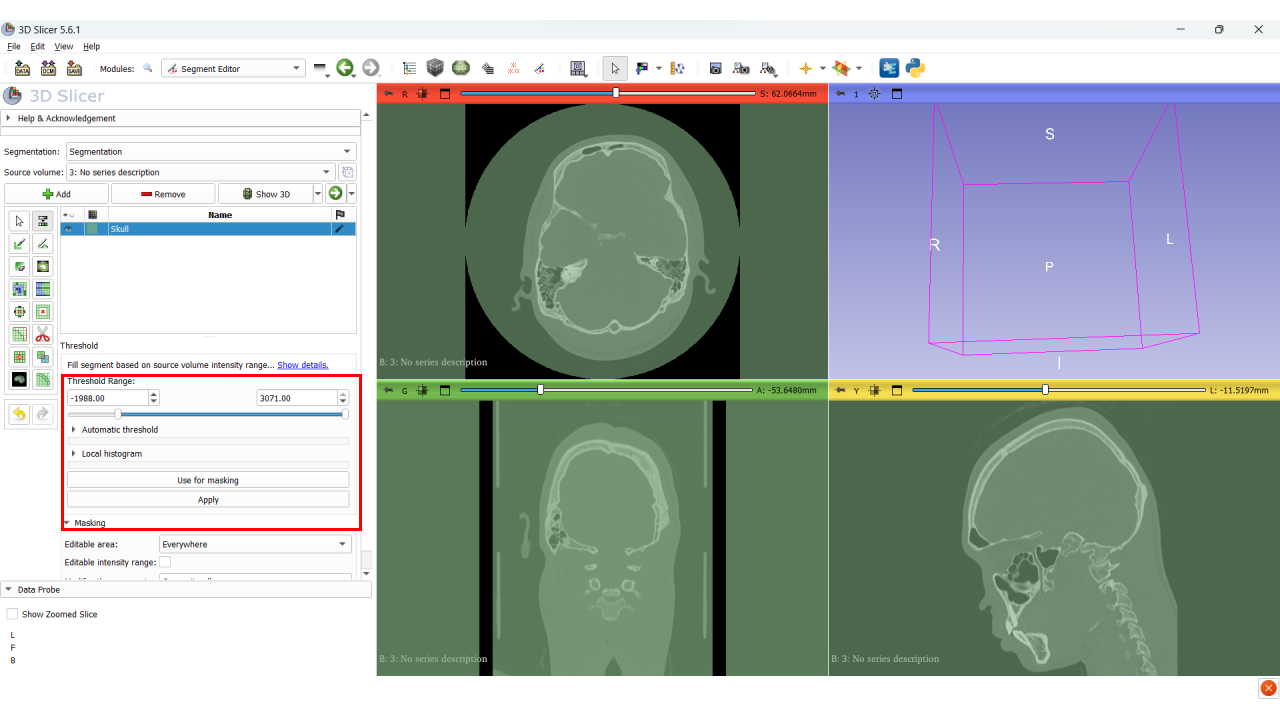 3D Slicer 5.6.1
File Edit View Help
DATA DCM SAVE Modules: Segment Editor
3D Slicer
Help & Acknowledgement
Segmentation: Segmentation
Source volume: 3: No series description
Add Remove Show 3D
Name
Skull
Threshold
Fill segment based on source volume intensity range... Show details.
Threshold Range:
-1988.00 3071.00
Automatic threshold
Local histogram
Use for masking
Apply
Masking
Editable area: Everywhere
Editable intensity range:
Data Probe
Show Zoomed Slice
L
F
B
R S: 62.0664mm
B: 3: No series description
1
S
R
L
P
I
G A: -53.6480mm
B: 3: No series description
Y L: -11.5197mm
B: 3: No series description